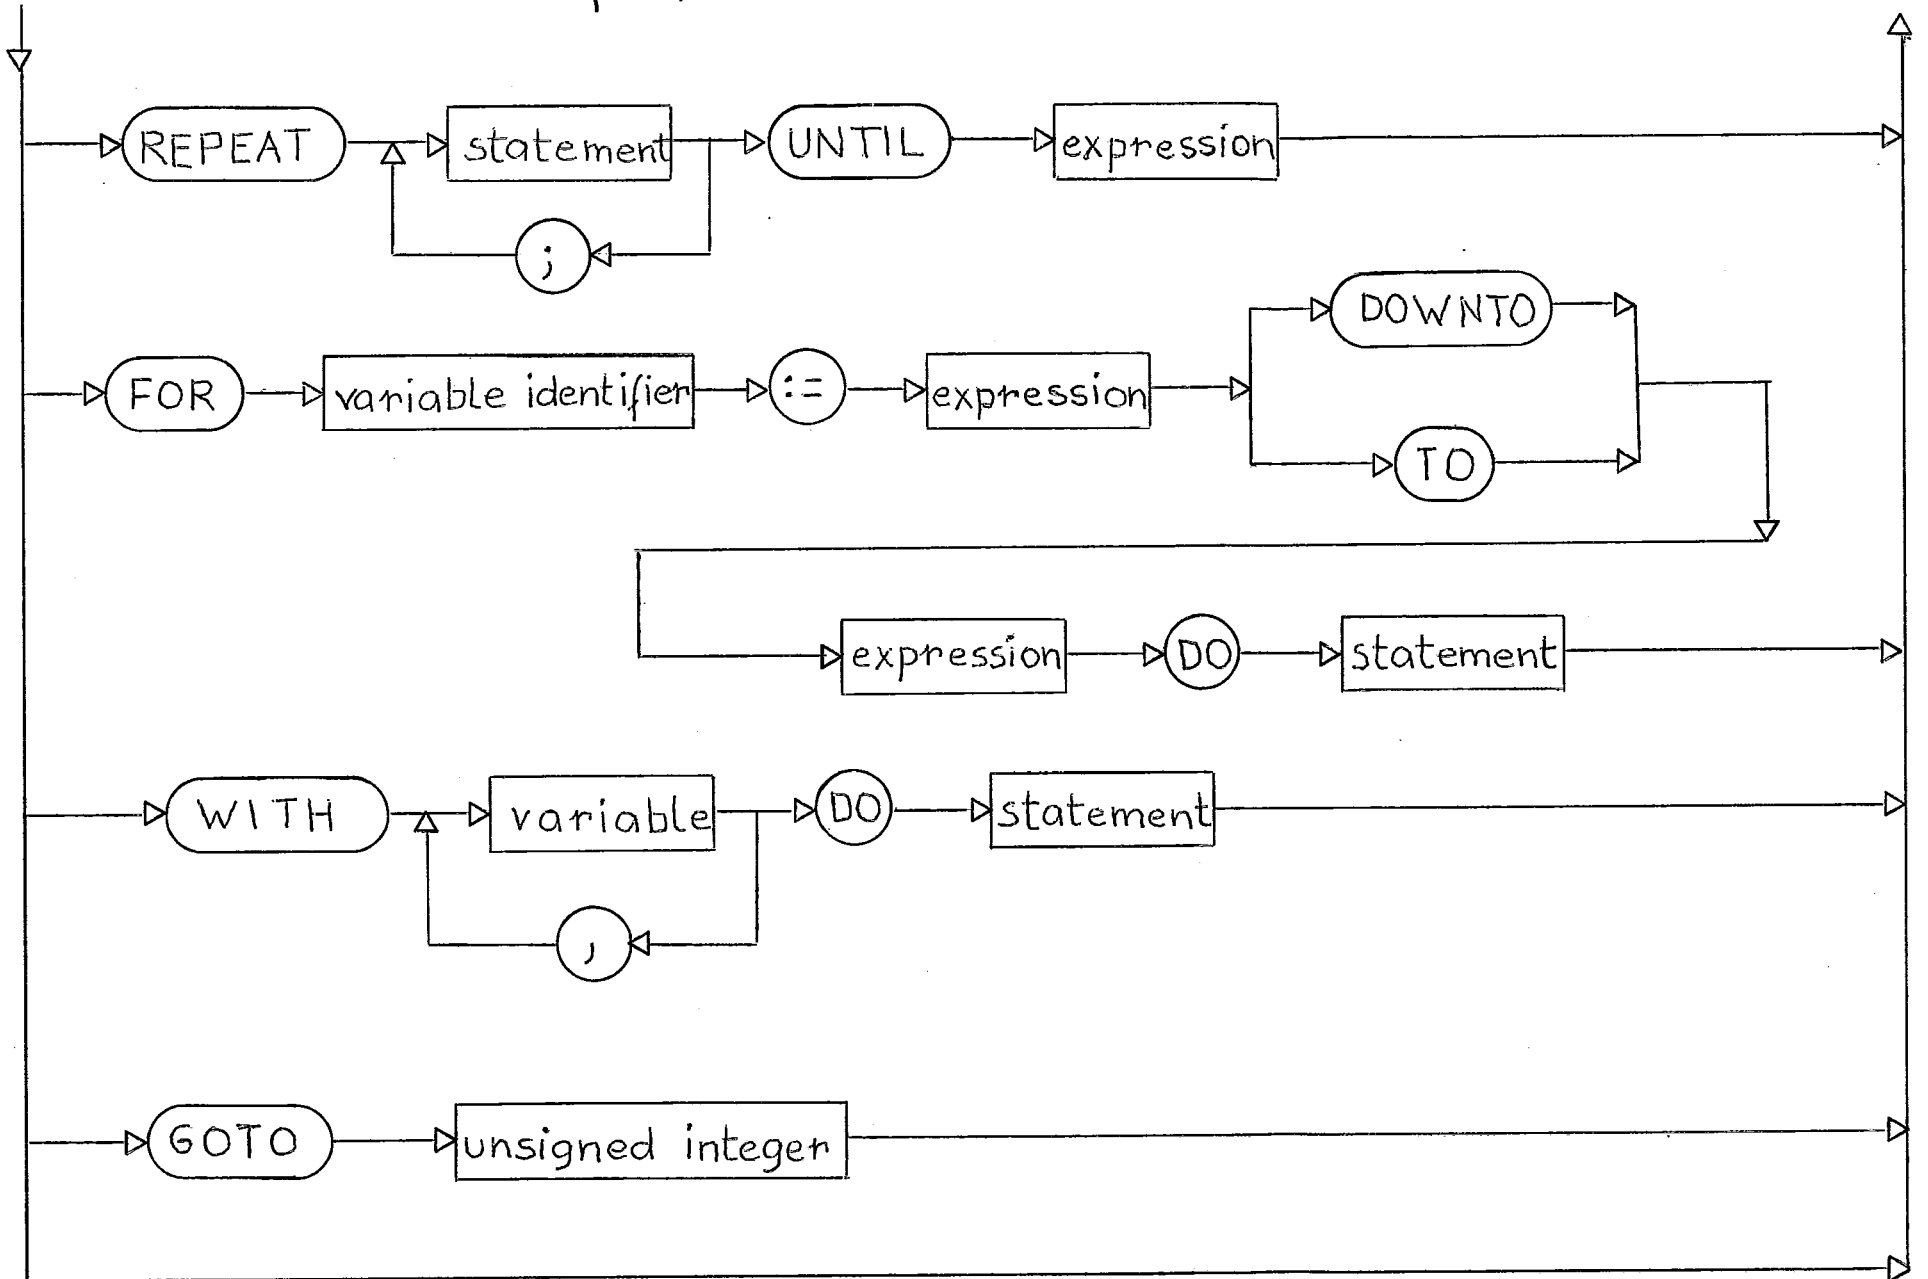 REPEAT statement UNTIL expression
;
DOWNTO
FOR variable identifier := expression
TO
expression DO statement
WITH variable DO statement
,
GOTO unsigned integer